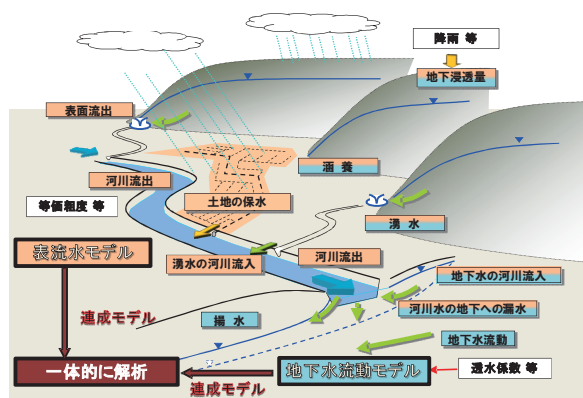 降雨 等
地下浸透量
表面流出
涵 養
河川流出
土地の保水
等価粗度 等
湧 水
表流水モデル
湧水の河川流入
河川流出
地下水の河川流入
河川水の地下への漏水
連成モデル
揚 水
地下水流動
一体的に解析
地下水流動モデル
透水係数 等
連成モデル